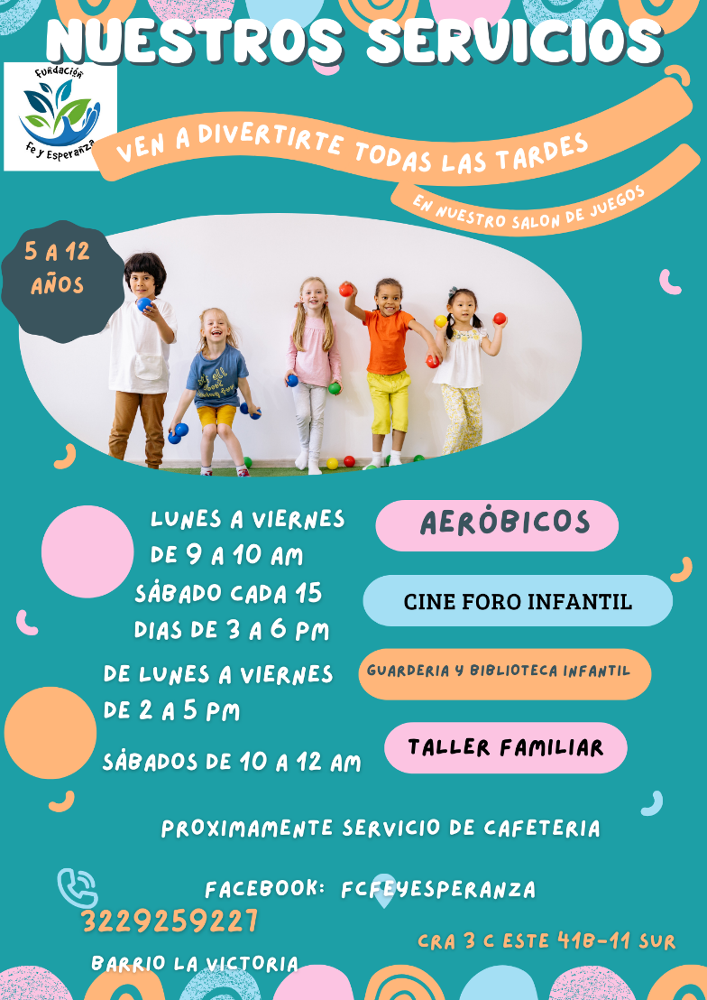 NUESTROS SERVICIOS
Fundación
Fe y Esperanza
VEN A DIVERTIRTE TODAS LAS TARDES
EN NUESTRO SALON DE JUEGOS
5 A 12
AÑOS
LUNES A VIERNES
DE 9 A 10 AM
AERÓBICOS
SÁBADO CADA 15
DIAS DE 3 A 6 PM
CINE FORO INFANTIL
DE LUNES A VIERNES
DE 2 A 5 PM
GUARDERIA Y BIBLIOTECA INFANTIL
SÁBADOS DE 10 A 12 AM
TALLER FAMILIAR
PROXIMAMENTE SERVICIO DE CAFETERIA
FACEBOOK: FCFEYESPERANZA
3229259227
CRA 3 C ESTE 41B-11 SUR
BARRIO LA VICTORIA